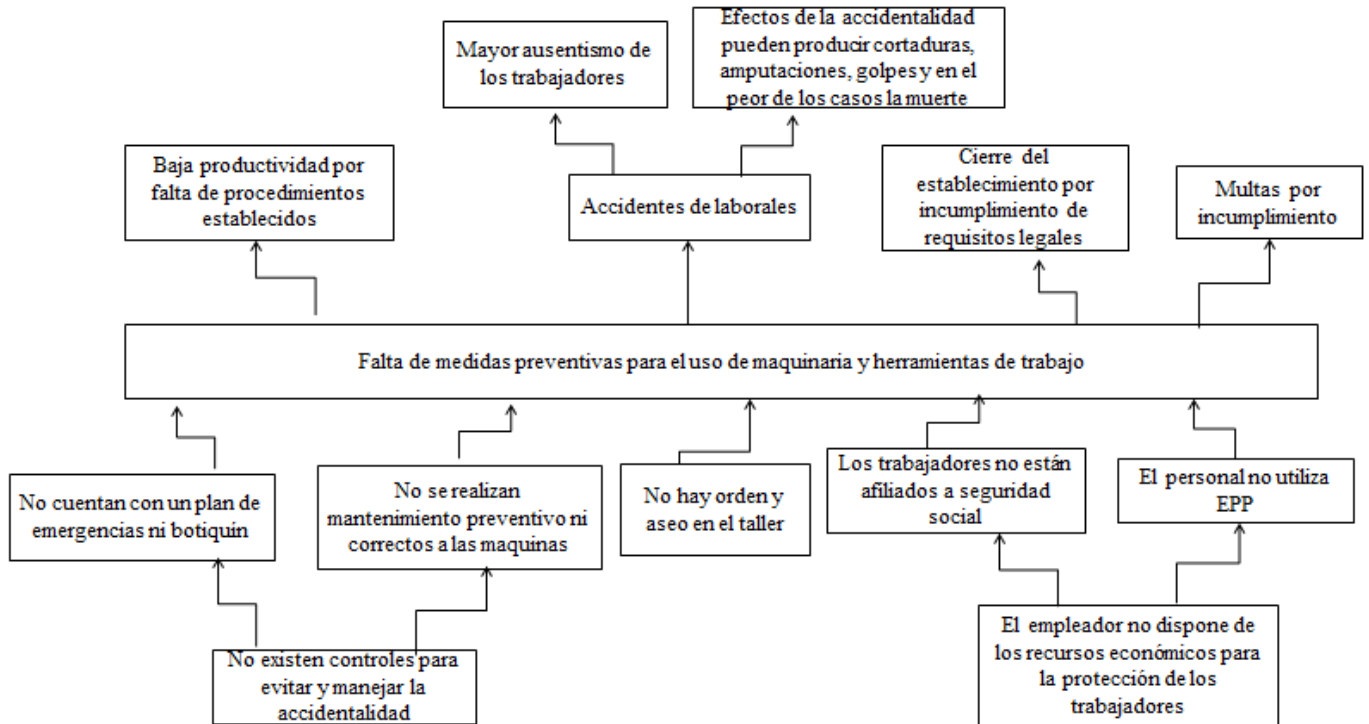 Mayor ausentismo de
los trabajadores
Efectos de la accidentalidad
pueden producir cortaduras,
amputaciones, golpes y en el
peor de los casos la muerte
Baja productividad por
falta de procedimientos
establecidos
Accidentes de laborales
Cierre del
establecimiento por
incumplimiento de
requisitos legales
Multas por
incumplimiento
Falta de medidas preventivas para el uso de maquinaria y herramientas de trabajo
No cuentan con un plan de
emergencias ni botiquin
No se realizan
mantenimiento preventivo ni
correctos a las maquinas
No hay orden y
aseo en el taller
Los trabajadores no están
afiliados a seguridad
social
El personal no utiliza
EPP
No existen controles para
evitar y manejar la
accidentalidad
El empleador no dispone de
los recursos económicos para
la protección de los
trabajadores